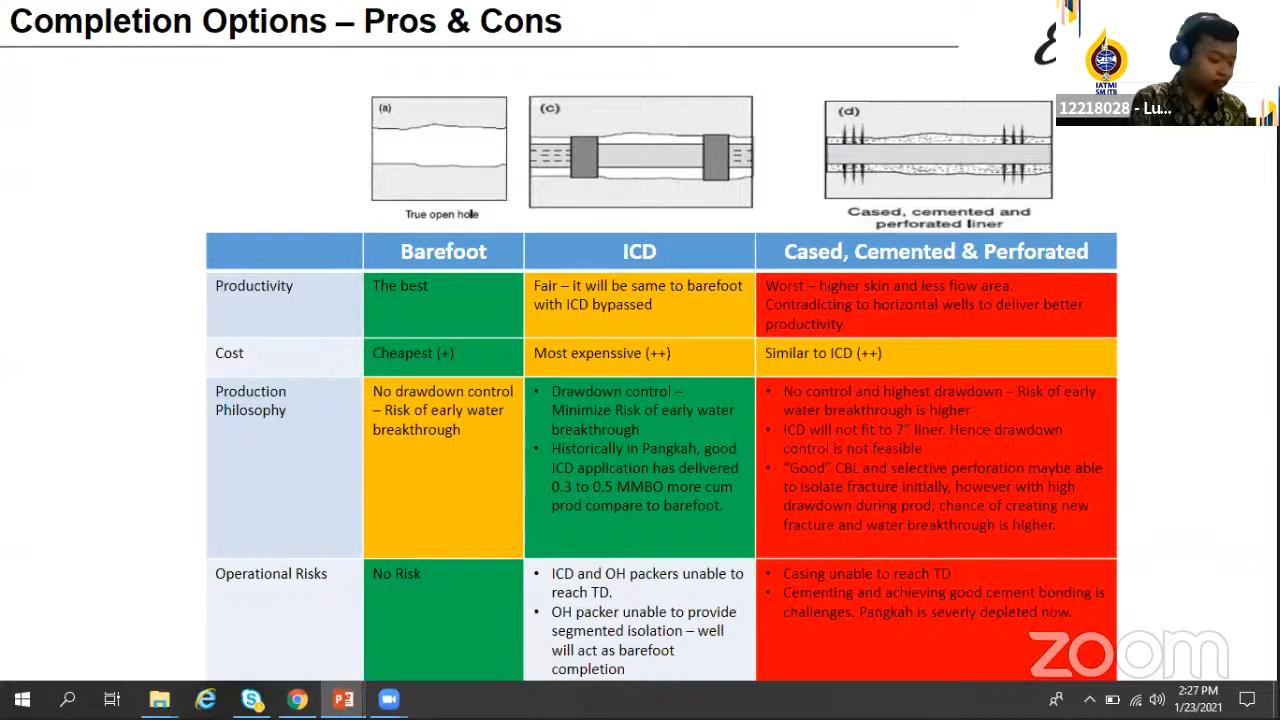 Completion Options – Pros & Cons
IATMI
SM ITB
12218028 - Lu...
(a)
(c)
(d)
True open hole
Cased, cemented and
perforated liner
Barefoot
ICD
Cased, Cemented & Perforated
Productivity
The best
Fair – it will be same to barefoot
with ICD bypassed
Worst – higher skin and less flow area.
Contradicting to horizontal wells to deliver better
productivity
Cost
Cheapest (+)
Most expenssive (++)
Similar to ICD (++)
Production
Philosophy
No drawdown control
– Risk of early water
breakthrough
• Drawdown control –
Minimize Risk of early water
breakthrough
• Historically in Pangkah, good
ICD application has delivered
0.3 to 0.5 MMBO more cum
prod compare to barefoot.
• No control and highest drawdown – Risk of early
water breakthrough is higher
• ICD will not fit to 7” liner. Hence drawdown
control is not feasible
• “Good” CBL and selective perforation maybe able
to isolate fracture initially, however with high
drawdown during prod, chance of creating new
fracture and water breakthrough is higher.
Operational Risks
No Risk
• ICD and OH packers unable to
reach TD.
• OH packer unable to provide
segmented isolation – well
will act as barefoot
completion
• Casing unable to reach TD
• Cementing and achieving good cement bonding is
challenges. Pangkah is severly depleted now.
zoom
2:27 PM
1/23/2021